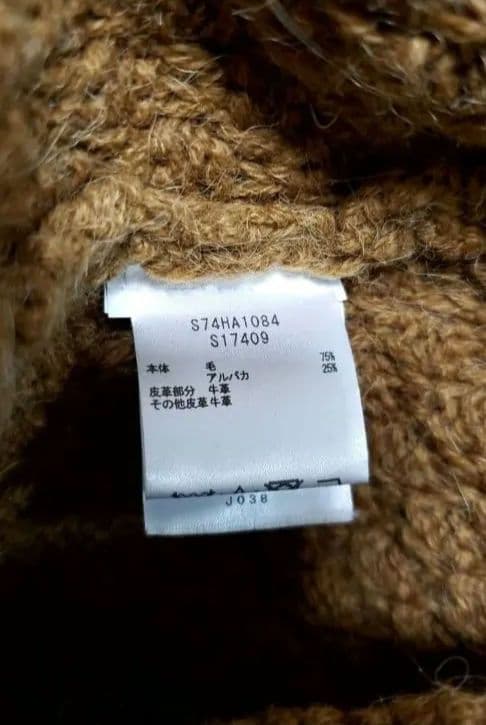 S74HA1084
S17409
本体 毛 75%
アルパカ 25%
皮革部分 牛革
その他皮革 牛革
J038